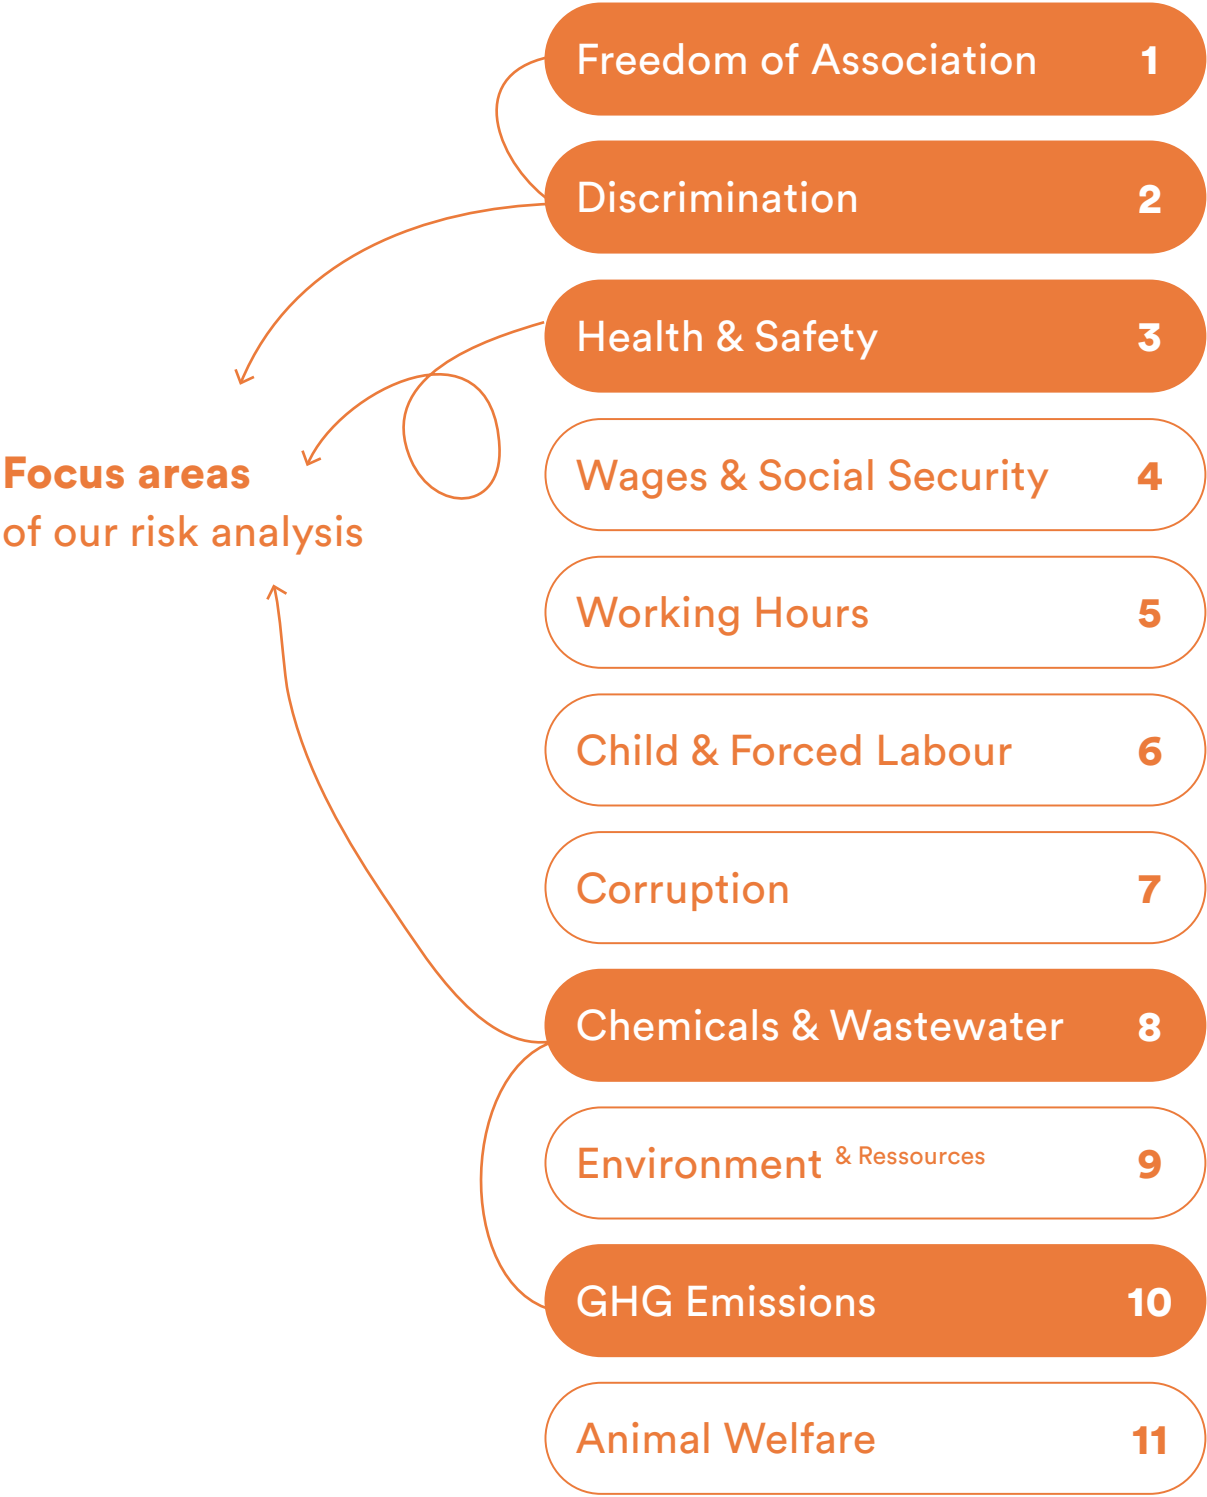 Freedom of Association 1
Discrimination 2
Health & Safety 3
Focus areas
of our risk analysis
Wages & Social Security 4
Working Hours 5
Child & Forced Labour 6
Corruption 7
Chemicals & Wastewater 8
Environment & Ressources 9
GHG Emissions 10
Animal Welfare 11